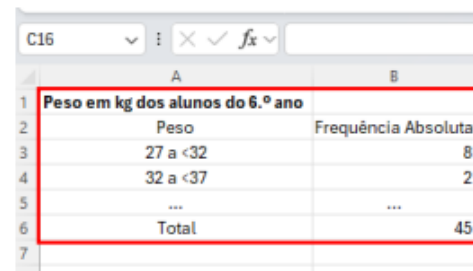 C16 fx
A B
1 Peso em kg dos alunos do 6.º ano
2 Peso Frequência Absoluta
3 27 a <32 8
4 32 a <37 2
5 ... ...
6 Total 45
7